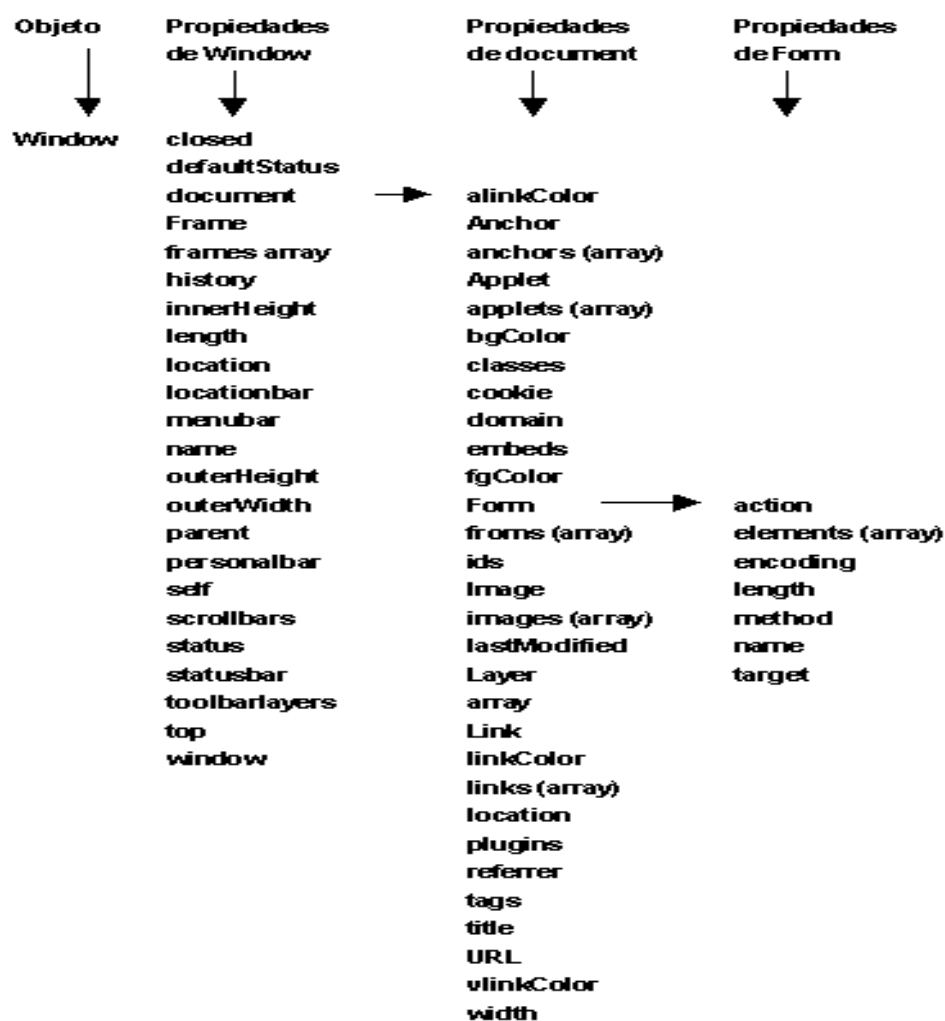 Objeto Propiedades de Window Propiedades de document Propiedades de Form
Window closed
defaultStatus
document alinkColor
Frame Anchor
frames array anchors (array)
history Applet
innerHeight applets (array)
length bgColor
location classes
locationbar cookie
menubar domain
name embeds
outerHeight fgColor
outerWidth Form action
parent froms (array) elements (array)
personalbar ids encoding
self Image length
scrollbars images (array) method
status lastModified name
statusbar Layer target
toolbarlayers array
top Link
window linkColor
links (array)
location
plugins
referrer
tags
title
URL
vlinkColor
width